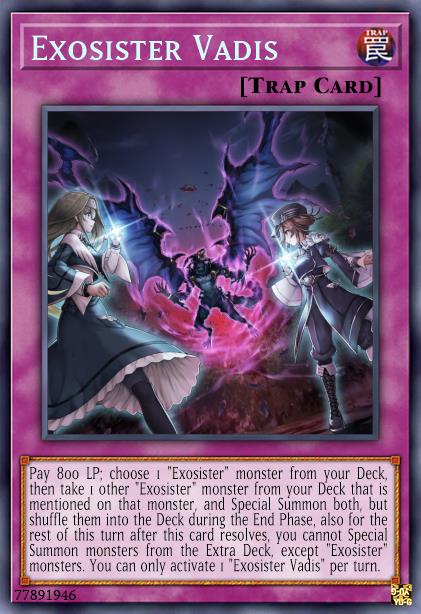 Exosister Vadis
TRAP
罠
[Trap Card]
Pay 800 LP; choose 1 "Exosister" monster from your Deck,
then take 1 other "Exosister" monster from your Deck that is
mentioned on that monster, and Special Summon both, but
shuffle them into the Deck during the End Phase, also for the
rest of this turn after this card resolves, you cannot Special
Summon monsters from the Extra Deck, except "Exosister"
monsters. You can only activate 1 "Exosister Vadis" per turn.
77891946